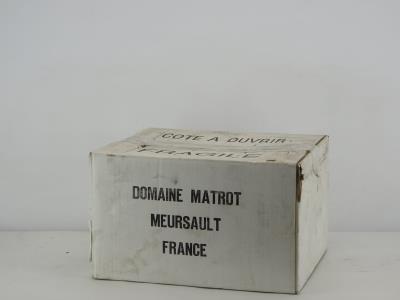 COTE A OUVRIR
FRAGILE
DOMAINE MATROT
MEURSAULT
FRANCE